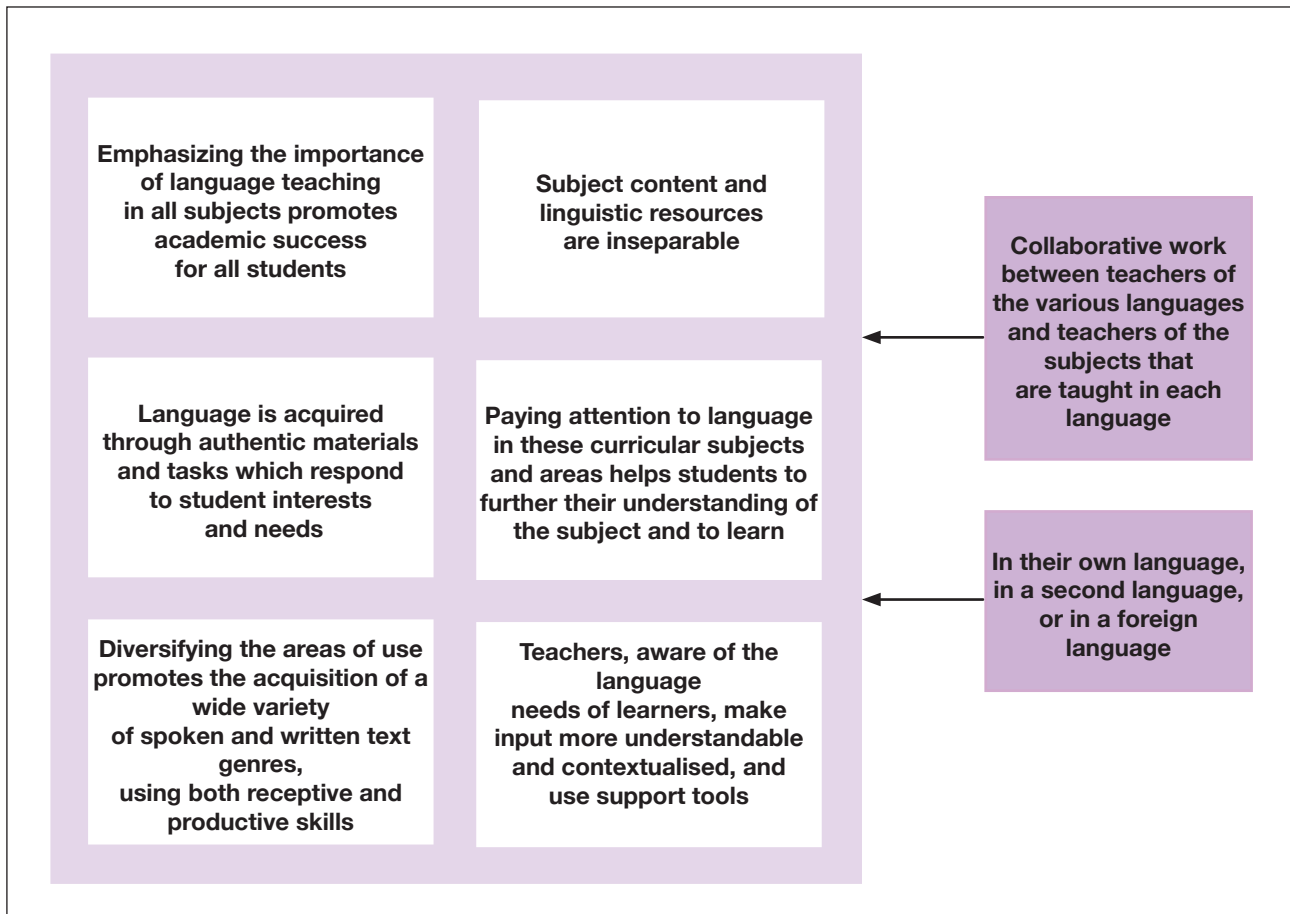 Emphasizing the importance
of language teaching
in all subjects promotes
academic success
for all students
Subject content and
linguistic resources
are inseparable
Language is acquired
through authentic materials
and tasks which respond
to student interests
and needs
Paying attention to language
in these curricular subjects
and areas helps students to
further their understanding of
the subject and to learn
Diversifying the areas of use
promotes the acquisition of a
wide variety
of spoken and written text
genres,
using both receptive and
productive skills
Teachers, aware of the
language
needs of learners, make
input more understandable
and contextualised, and
use support tools
Collaborative work
between teachers of
the various languages
and teachers of the
subjects that
are taught in each
language
In their own language,
in a second language,
or in a foreign
language